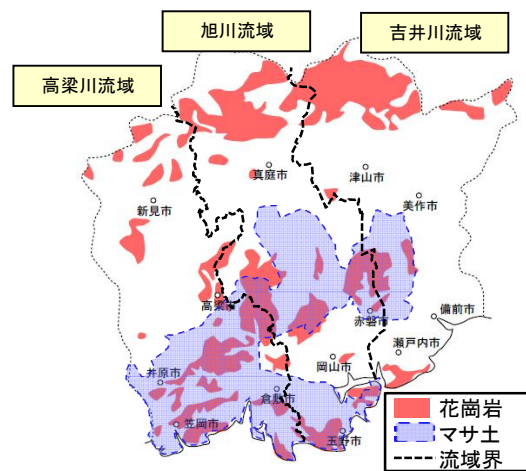 旭川流域
吉井川流域
高梁川流域
真庭市
津山市
新見市
美作市
高梁市
赤磐市
備前市
瀬戸内市
岡山市
井原市
倉敷市
笠岡市
玉野市
花崗岩
マサ土
流域界